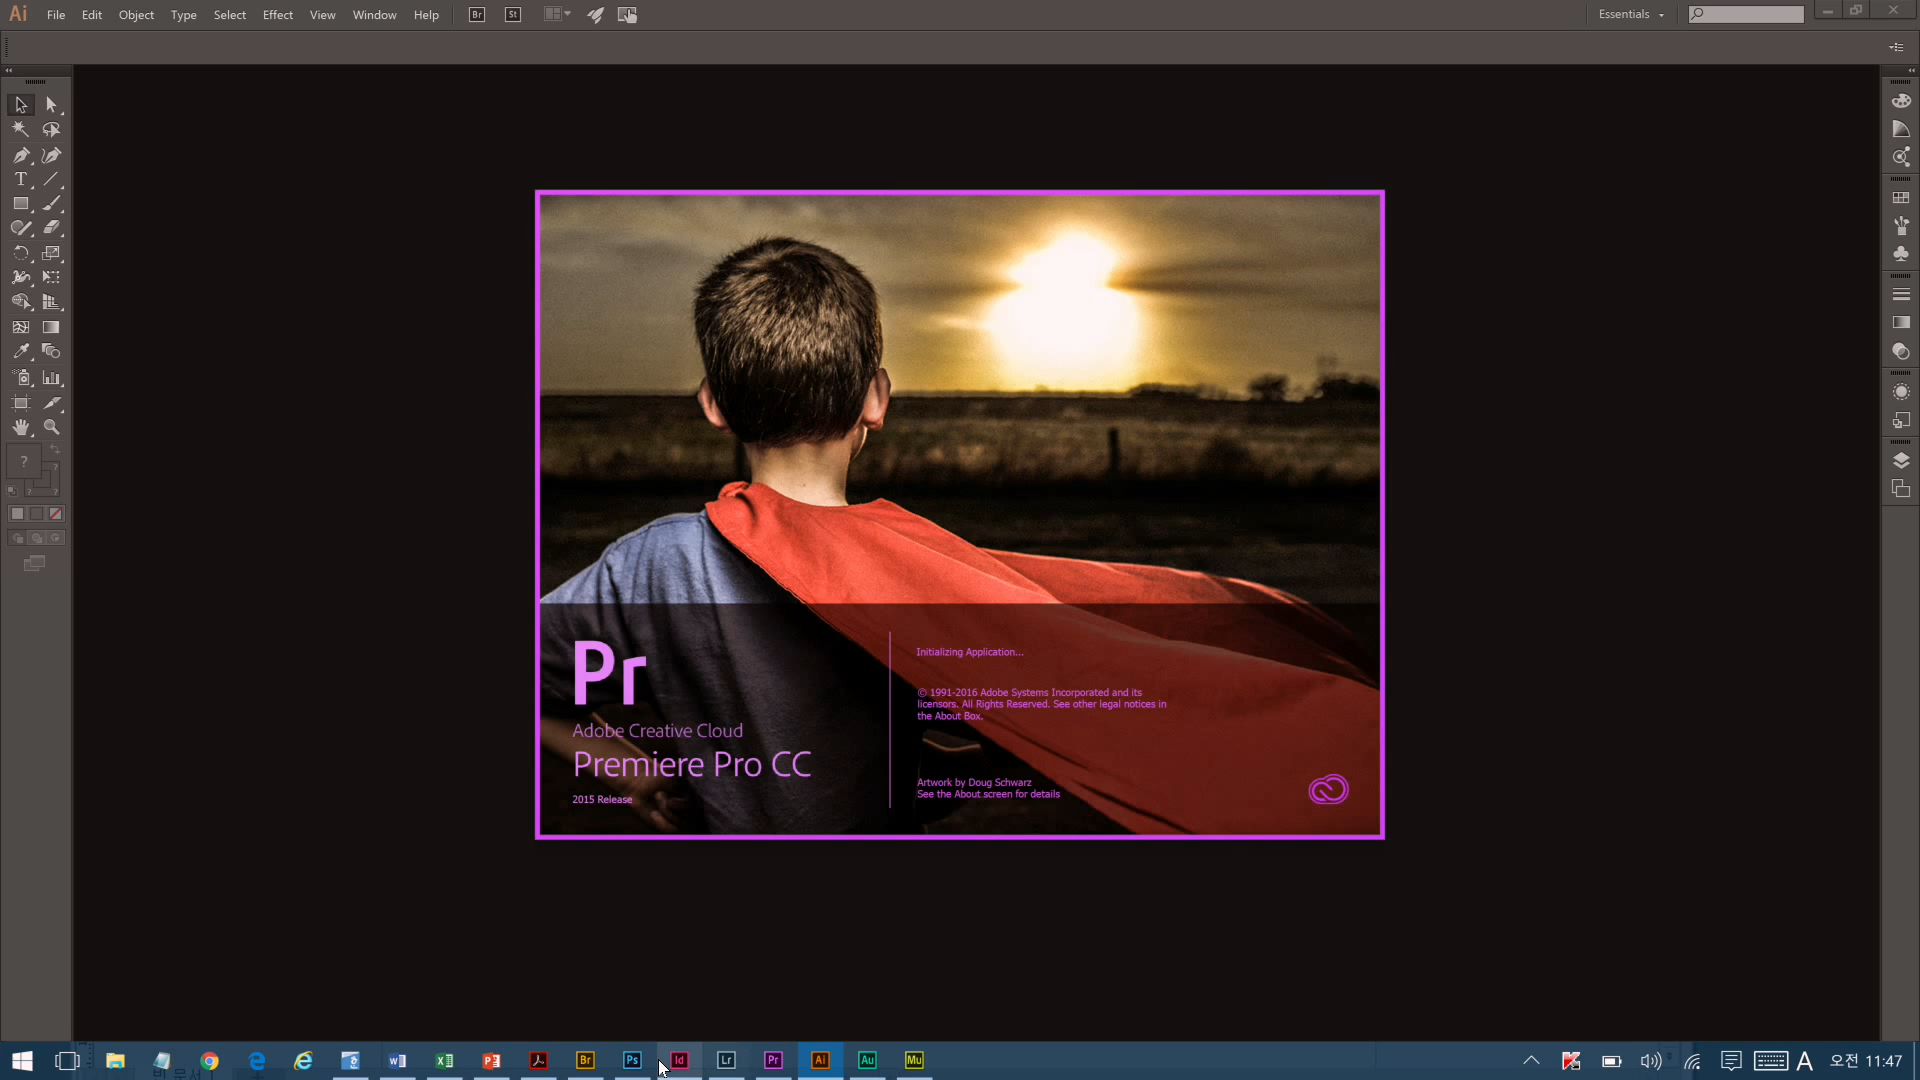 Ai File Edit Object Type Select Effect View Window Help Br St Essentials
Pr
Adobe Creative Cloud
Premiere Pro CC
2015 Release
Initializing Application...
© 1991-2016 Adobe Systems Incorporated and its
licensors. All Rights Reserved. See other legal notices in
the About Box.
Artwork by Doug Schwarz
See the About screen for details
Br Ps Id Lr Pr Ai Au Mu A 오전 11:47